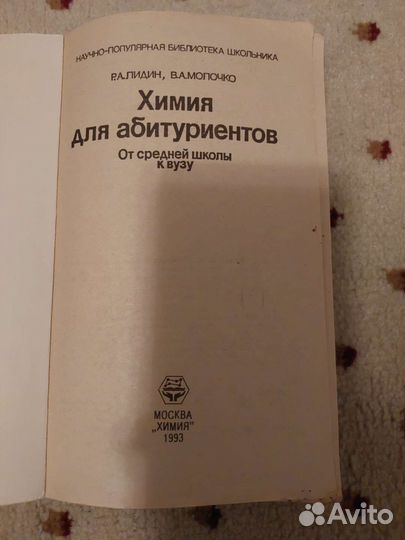 НАУЧНО-ПОПУЛЯРНАЯ БИБЛИОТЕКА ШКОЛЬНИКА
Р.А.ЛИДИН, В.А.МОЛОЧКО
Химия
для абитуриентов
От средней школы
к вузу
МОСКВА
„ХИМИЯ"
1993
Avito